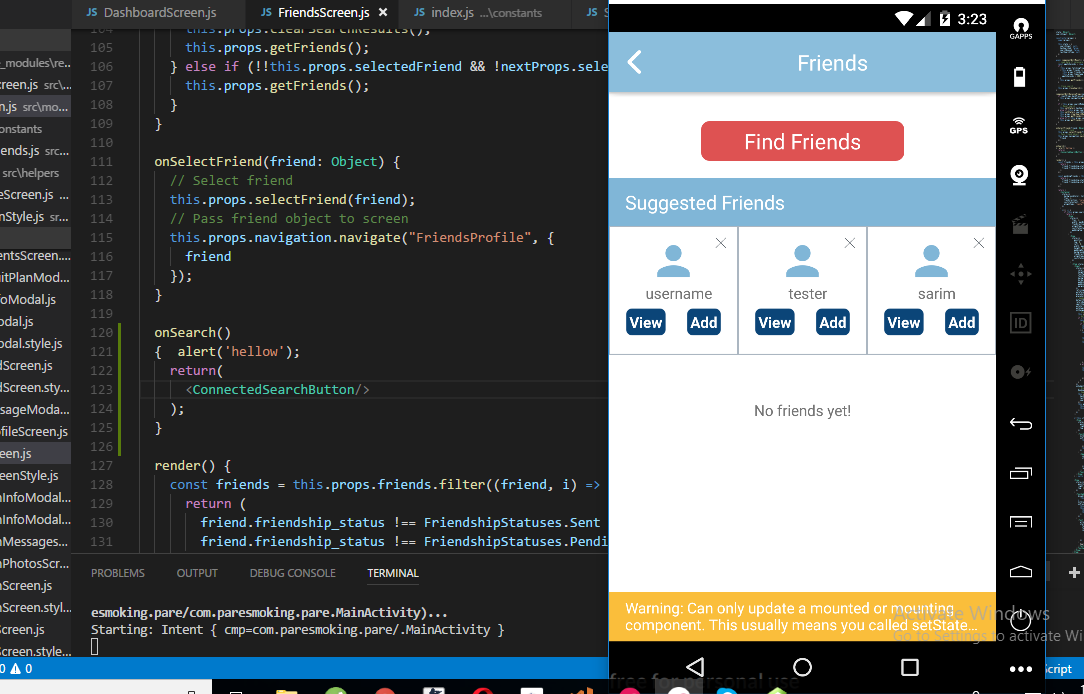 JS DashboardScreen.js
JS FriendsScreen.js ×
JS index.js ...\constants
JS
_modules\re...
creen.js src\...
n.js src\mo...
onstants
ends.js src...
src\helpers
eScreen.js ...
nStyle.js sr...
entsScreen....
uitPlanMod...
foModal.js
odal.js
odal.style.js
dScreen.js
dScreen.sty...
ssageModa...
ofileScreen.js
een.js
eenStyle.js
nInfoModal...
nInfoModal...
nMessages...
nPhotosScr...
nScreen.js
nScreen.styl...
Screen.js
Screen.style...
104 this.props.clearSearchResults();
105 this.props.getFriends();
106 } else if (!!this.props.selectedFriend && !nextProps.sele
107 this.props.getFriends();
108 }
109 }
110
111 onSelectFriend(friend: Object) {
112 // Select friend
113 this.props.selectFriend(friend);
114 // Pass friend object to screen
115 this.props.navigation.navigate("FriendsProfile", {
116 friend
117 });
118 }
119
120 onSearch()
121 { alert('hellow');
122 return(
123 <ConnectedSearchButton/>
124 );
125 }
126
127 render() {
128 const friends = this.props.friends.filter((friend, i) =>
129 return (
130 friend.friendship_status !== FriendshipStatuses.Sent
131 friend.friendship_status !== FriendshipStatuses.Pendi
PROBLEMS OUTPUT DEBUG CONSOLE TERMINAL
esmoking.pare/com.paresmoking.pare.MainActivity)...
Starting: Intent { cmp=com.paresmoking.pare/.MainActivity }
0 0
3:23
Friends
Find Friends
Suggested Friends
username
View Add
tester
View Add
sarim
View Add
No friends yet!
Warning: Can only update a mounted or mounting
component. This usually means you called setState...
GAPPS
GPS
ID
Activate Windows
Go to Settings to activate Wi
cript
free for personal use